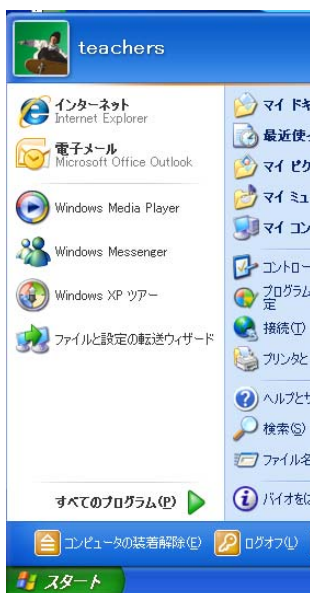 teachers
インターネット
Internet Explorer
電子メール
Microsoft Office Outlook
Windows Media Player
Windows Messenger
Windows XP ツアー
ファイルと設定の転送ウィザード
すべてのプログラム(P)
マイ ドキ
最近使
マイ ピク
マイ ミュ
マイ コン
コントロー
プログラム
定
接続(T)
プリンタと
ヘルプとサ
検索(S)
ファイル名
バイオを
コンピュータの装着解除(E)
ログオフ(L)
スタート